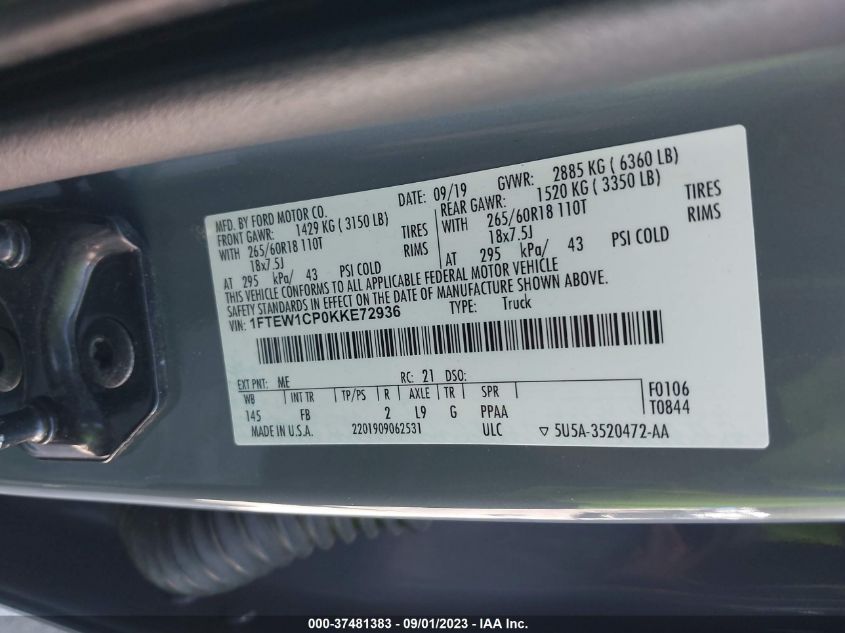 MFD. BY FORD MOTOR CO.
DATE: 09/19 GVWR: 2885 KG ( 6360 LB)
FRONT GAWR: 1429 KG ( 3150 LB)
REAR GAWR: 1520 KG ( 3350 LB)
WITH 265/60R18 110T TIRES
WITH 265/60R18 110T TIRES
18x7.5J RIMS
18x7.5J RIMS
AT 295 kPa/ 43 PSI COLD
AT 295 kPa/ 43 PSI COLD
THIS VEHICLE CONFORMS TO ALL APPLICABLE FEDERAL MOTOR VEHICLE
SAFETY STANDARDS IN EFFECT ON THE DATE OF MANUFACTURE SHOWN ABOVE.
VIN: 1FTEW1CP0KKE72936 TYPE: Truck
EXT PNT: ME RC: 21 DSO:
WB INT TR TP/PS R AXLE TR SPR F0106
145 FB 2 L9 G PPAA T0844
MADE IN U.S.A. 2201909062531 ULC ▽ 5U5A-3520472-AA
000-37481383 - 09/01/2023 - Copyright © IAA, Inc.